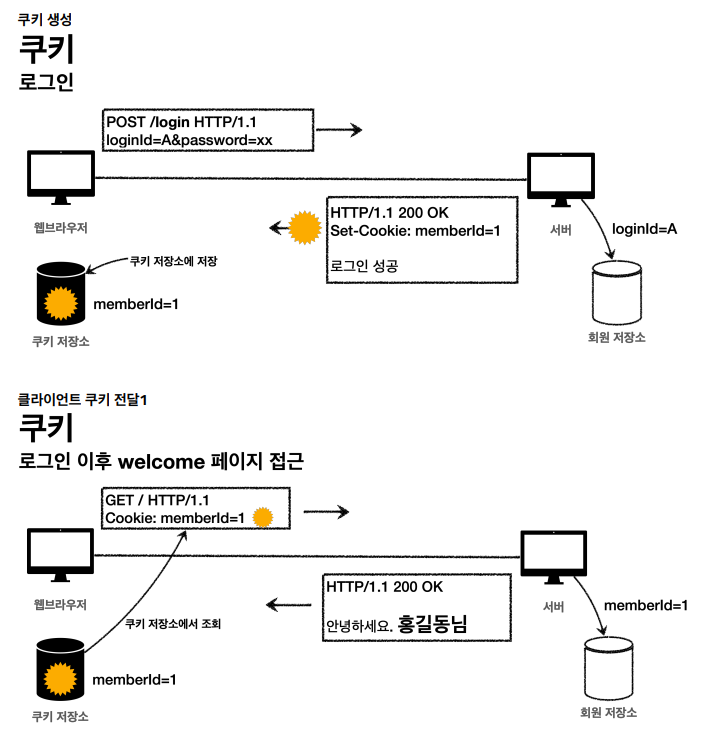 쿠키 생성
쿠키
로그인
POST /login HTTP/1.1
loginId=A&password=xx
웹브라우저
HTTP/1.1 200 OK
Set-Cookie: memberId=1
로그인 성공
서버
loginId=A
쿠키 저장소에 저장
memberId=1
쿠키 저장소
회원 저장소
클라이언트 쿠키 전달1
쿠키
로그인 이후 welcome 페이지 접근
GET / HTTP/1.1
Cookie: memberId=1
웹브라우저
HTTP/1.1 200 OK
안녕하세요. 홍길동님
서버
memberId=1
쿠키 저장소에서 조회
memberId=1
쿠키 저장소
회원 저장소